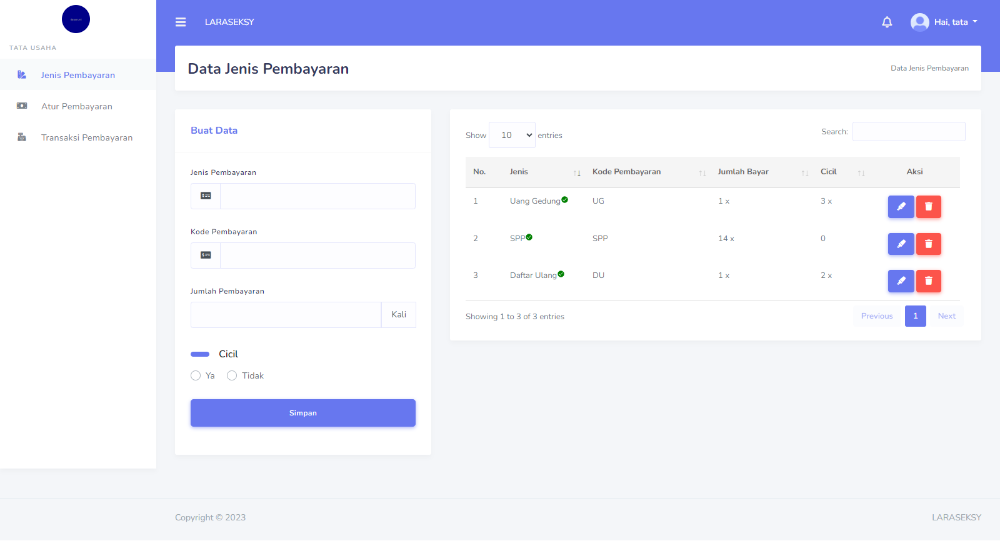 LARASEKSY
Hai, tata
TATA USAHA
Jenis Pembayaran
Atur Pembayaran
Transaksi Pembayaran
Data Jenis Pembayaran
Data Jenis Pembayaran
Buat Data
Jenis Pembayaran
Kode Pembayaran
Jumlah Pembayaran
Kali
Cicil
Ya Tidak
Simpan
Show 10 entries
Search:
No. Jenis Kode Pembayaran Jumlah Bayar Cicil Aksi
1 Uang Gedung UG 1 x 3 x
2 SPP SPP 14 x 0
3 Daftar Ulang DU 1 x 2 x
Showing 1 to 3 of 3 entries
Previous 1 Next
Copyright © 2023
LARASEKSY